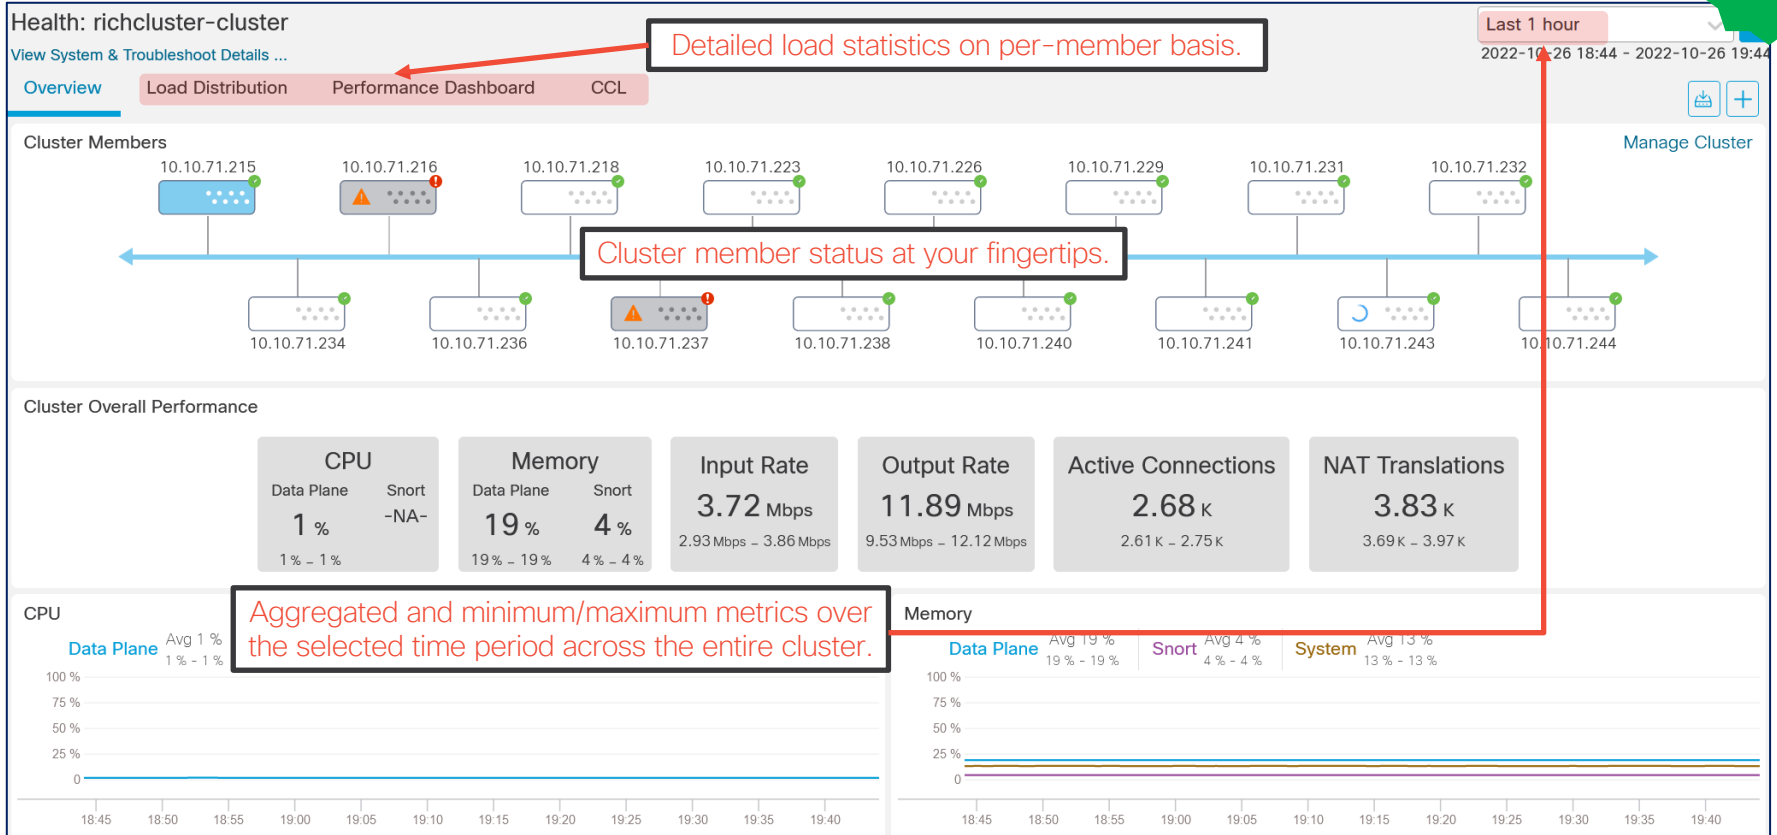 Health: richcluster-cluster
Last 1 hour
Detailed load statistics on per-member basis.
View System & Troubleshoot Details ...
2022-10-26 18:44 - 2022-10-26 19:44
Overview Load Distribution Performance Dashboard CCL
Cluster Members
Manage Cluster
10.10.71.215 10.10.71.216 10.10.71.218 10.10.71.223 10.10.71.226 10.10.71.229 10.10.71.231 10.10.71.232
Cluster member status at your fingertips.
10.10.71.234 10.10.71.236 10.10.71.237 10.10.71.238 10.10.71.240 10.10.71.241 10.10.71.243 10.10.71.244
Cluster Overall Performance
CPU
Data Plane Snort
1 % -NA-
1 % – 1 %
Memory
Data Plane Snort
19 % 4 %
19 % – 19 % 4 % – 4 %
Input Rate
3.72 Mbps
2.93 Mbps – 3.86 Mbps
Output Rate
11.89 Mbps
9.53 Mbps – 12.12 Mbps
Active Connections
2.68 K
2.61 K – 2.75 K
NAT Translations
3.83 K
3.69 K – 3.97 K
Aggregated and minimum/maximum metrics over
the selected time period across the entire cluster.
CPU
Data Plane Avg 1 %
1 % - 1 %
100 %
75 %
50 %
25 %
0
18:45 18:50 18:55 19:00 19:05 19:10 19:15 19:20 19:25 19:30 19:35 19:40
Memory
Data Plane Avg 19 %
19 % - 19 %
Snort Avg 4 %
4 % - 4 %
System Avg 13 %
13 % - 13 %
100 %
75 %
50 %
25 %
0
18:45 18:50 18:55 19:00 19:05 19:10 19:15 19:20 19:25 19:30 19:35 19:40